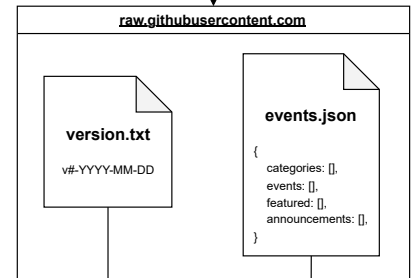 raw.githubusercontent.com
version.txt
v#-YYYY-MM-DD
events.json
{
categories: [],
events: [],
featured: [],
announcements: [],
}